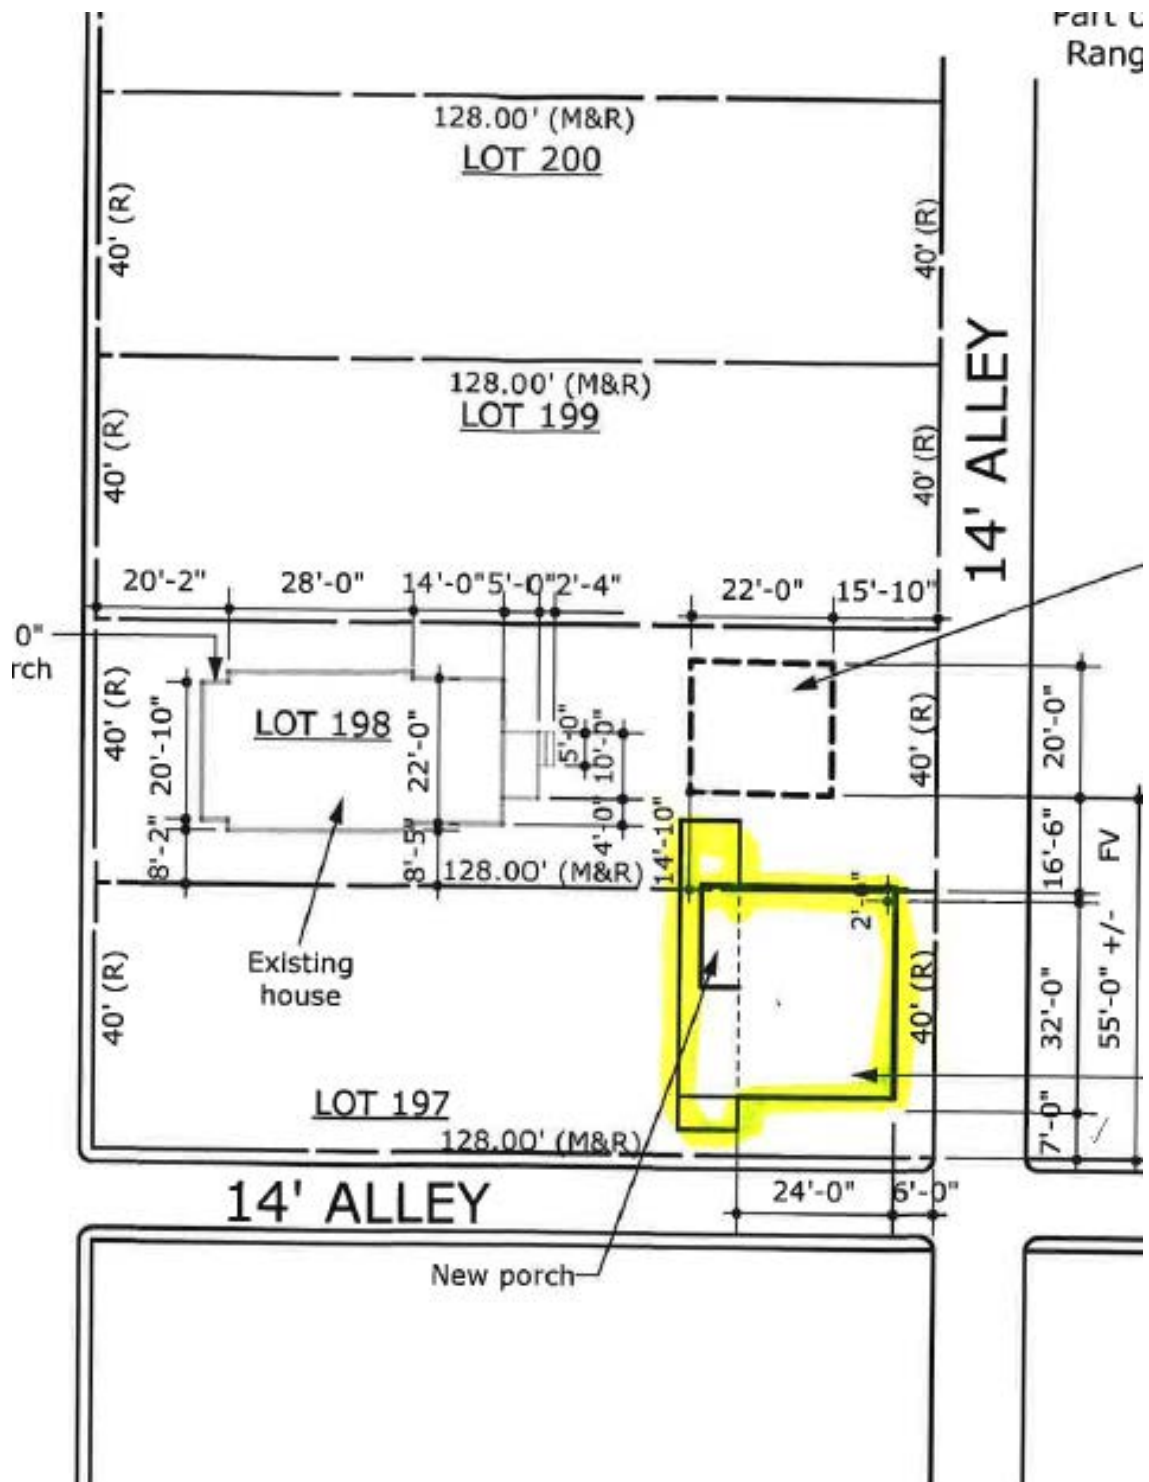 Rang
128.00' (M&R)
LOT 200
40' (R)
40' (R)
128.00' (M&R)
LOT 199
40' (R)
40' (R)
14' ALLEY
20'-2"
28'-0"
14'-0"
5'-0"
2'-4"
22'-0"
15'-10"
0"
rch
40' (R)
20'-10"
LOT 198
22'-0"
5'-0"
10'-0"
40' (R)
20'-0"
8'-2"
8'-5"
4'-0"
14'-10"
16'-6"
FV
128.00' (M&R)
2'-
Existing
house
40' (R)
40' (R)
32'-0"
55'-0" +/-
LOT 197
128.00' (M&R)
7'-0"
14' ALLEY
24'-0"
6'-0"
New porch